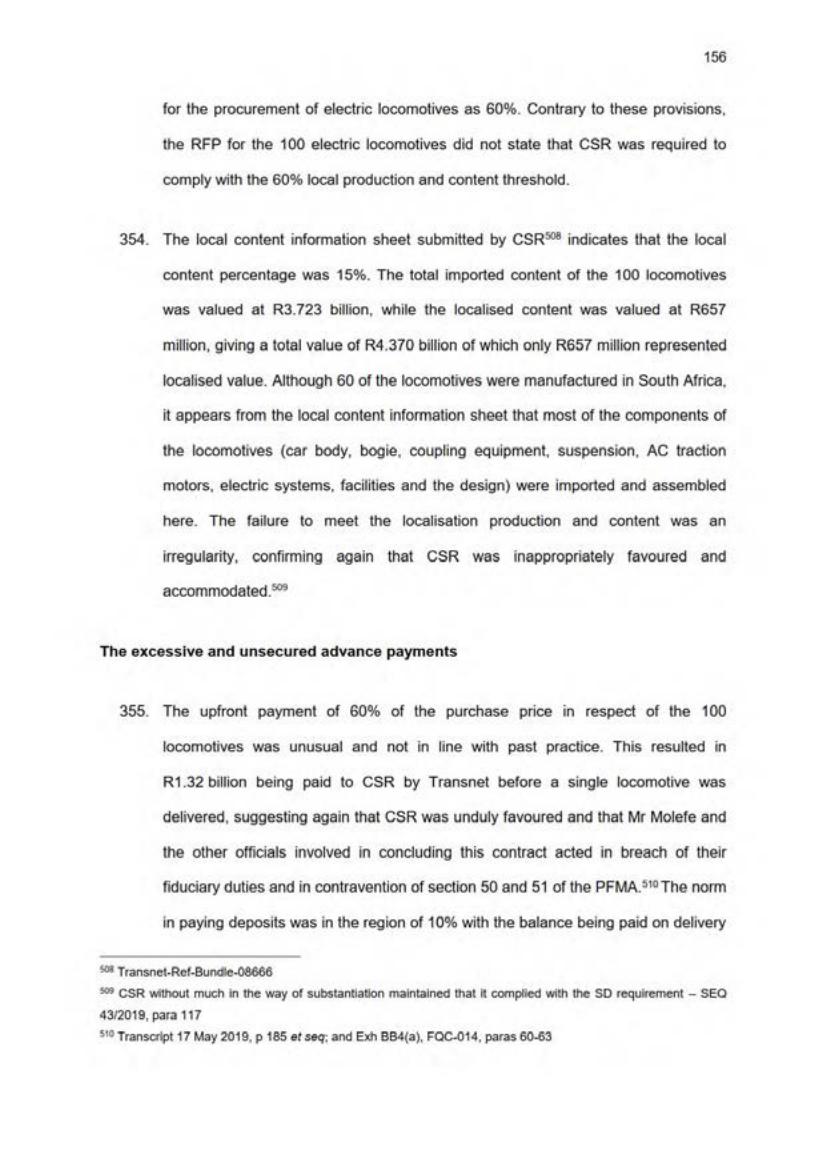 156
for the procurement of electric locomotives as 60%. Contrary to these provisions,
the RFP for the 100 electric locomotives did not state that CSR was required to
comply with the 60% local production and content threshold.
354. The local content information sheet submitted by CSR508 indicates that the local
content percentage was 15%. The total imported content of the 100 locomotives
was valued at R3.723 billion, while the localised content was valued at R657
million, giving a total value of R4.370 billion of which only R657 million represented
localised value. Although 60 of the locomotives were manufactured in South Africa,
it appears from the local content information sheet that most of the components of
the locomotives (car body, bogie, coupling equipment, suspension, AC traction
motors, electric systems, facilities and the design) were imported and assembled
here. The failure to meet the localisation production and content was an
irregularity, confirming again that CSR was inappropriately favoured and
accommodated.509
The excessive and unsecured advance payments
355. The upfront payment of 60% of the purchase price in respect of the 100
locomotives was unusual and not in line with past practice. This resulted in
R1.32 billion being paid to CSR by Transnet before a single locomotive was
delivered, suggesting again that CSR was unduly favoured and that Mr Molefe and
the other officials involved in concluding this contract acted in breach of their
fiduciary duties and in contravention of section 50 and 51 of the PFMA.510 The norm
in paying deposits was in the region of 10% with the balance being paid on delivery
508 Transnet-Ref-Bundle-08666
509 CSR without much in the way of substantiation maintained that it complied with the SD requirement – SEQ
43/2019, para 117
510 Transcript 17 May 2019, p 185 et seq; and Exh BB4(a), FQC-014, paras 60-63